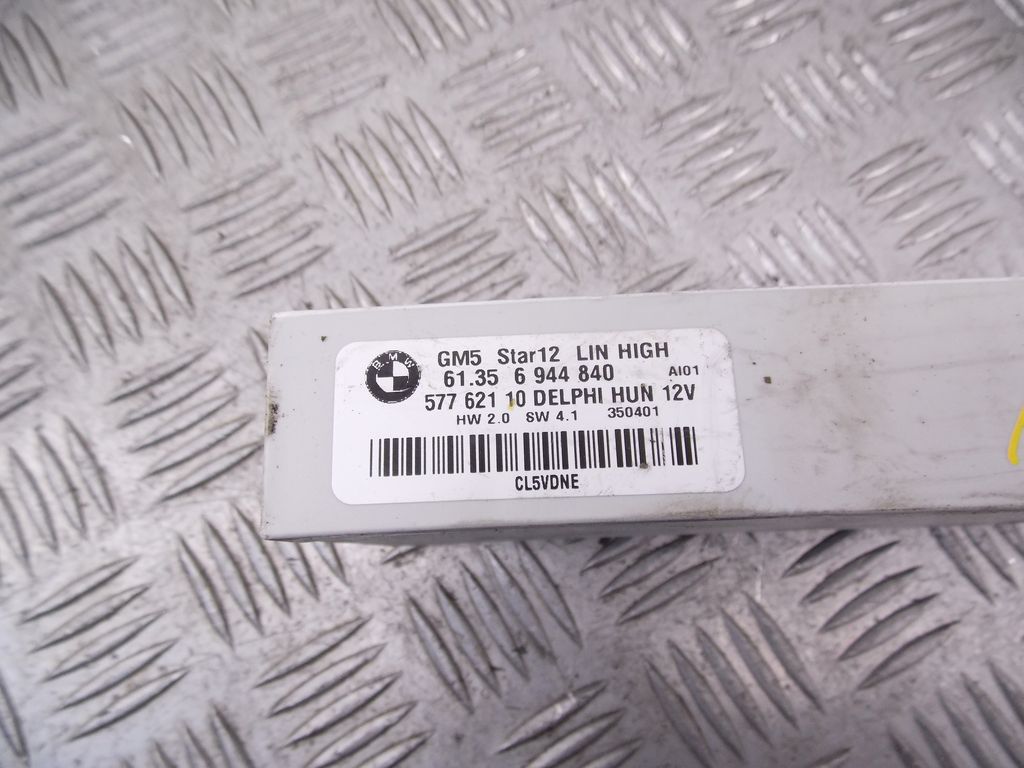 BMW
GM5 Star12 LIN HIGH
61.35 6 944 840 AI01
577 621 10 DELPHI HUN 12V
HW 2.0 SW 4.1 350401
CL5VDNE